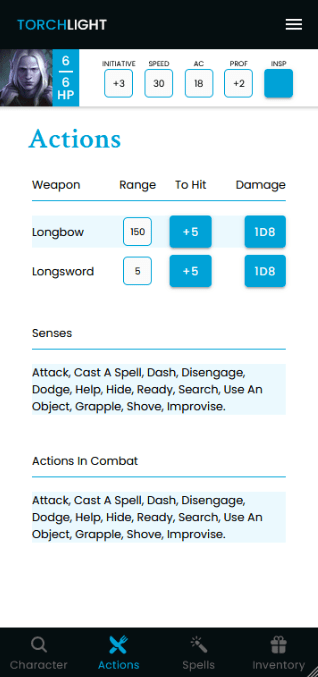 TORCHLIGHT
6
6
HP
INITIATIVE SPEED AC PROF INSP
+3 30 18 +2
Actions
Weapon Range To Hit Damage
Longbow 150 +5 1D8
Longsword 5 +5 1D8
Senses
Attack, Cast A Spell, Dash, Disengage,
Dodge, Help, Hide, Ready, Search, Use An
Object, Grapple, Shove, Improvise.
Actions In Combat
Attack, Cast A Spell, Dash, Disengage,
Dodge, Help, Hide, Ready, Search, Use An
Object, Grapple, Shove, Improvise.
Character Actions Spells Inventory